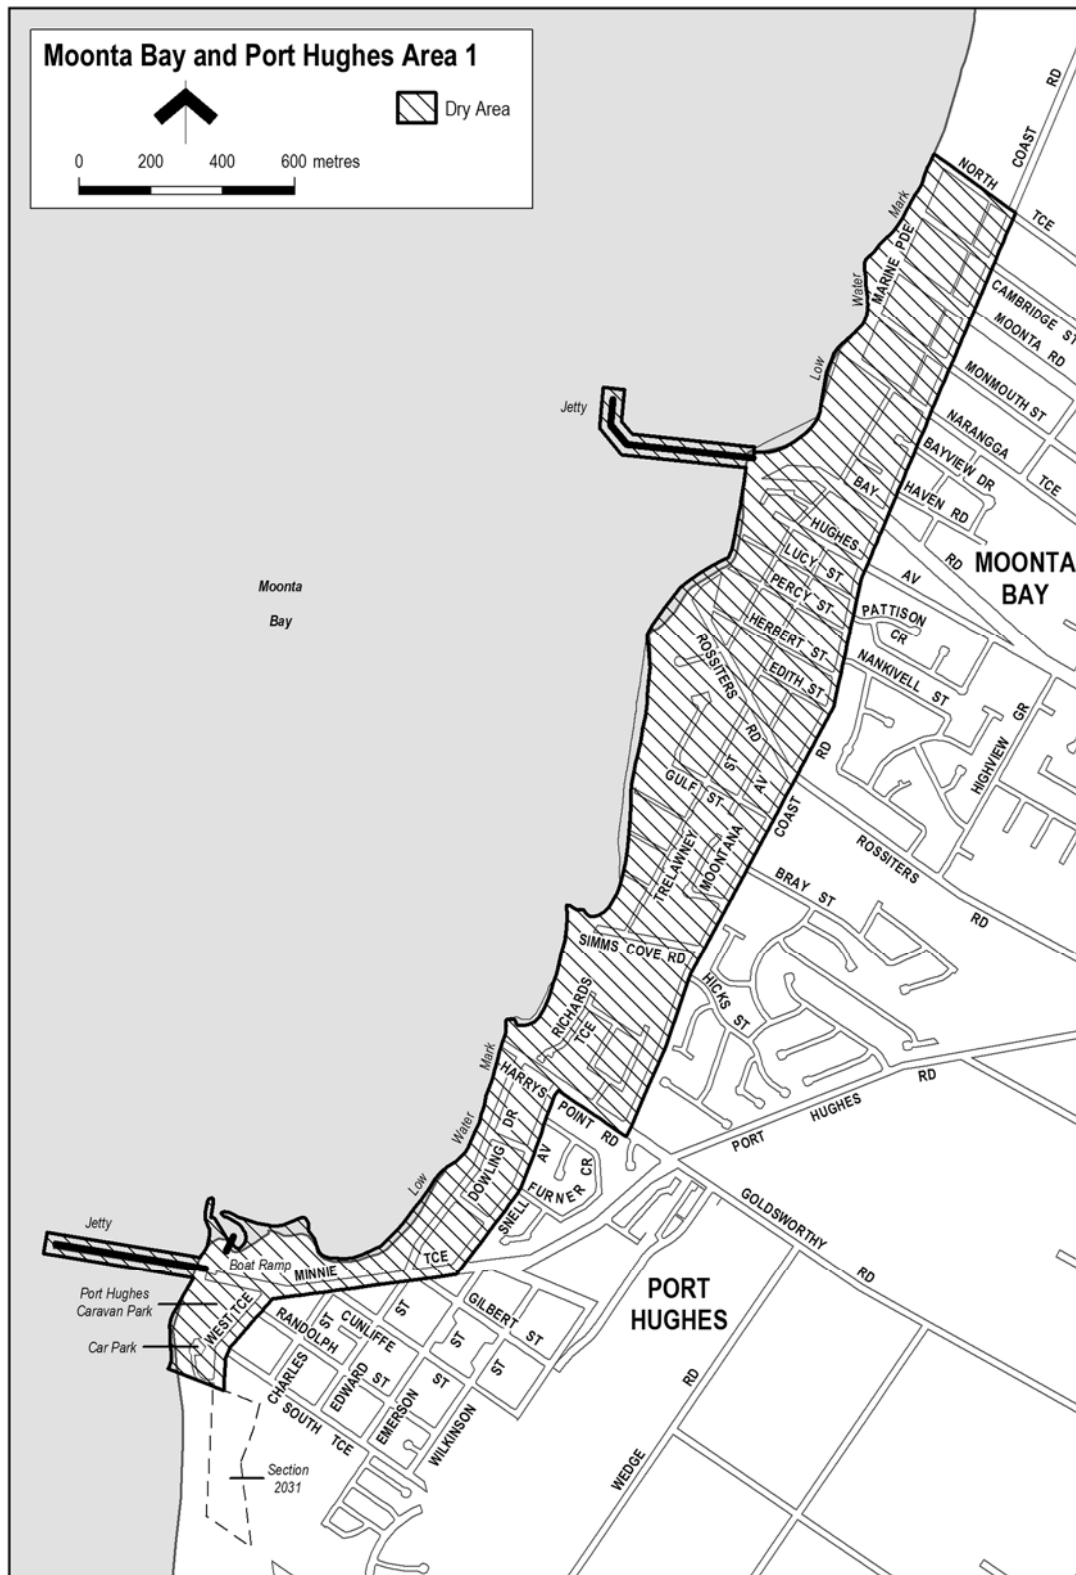 Moonta Bay and Port Hughes Area 1
Dry Area
0 200 400 600 metres
COAST RD
NORTH TCE
Mark
MARINE PDE
Water
CAMBRIDGE ST
MOONTA RD
Low
MONMOUTH ST
Jetty
NARANGGA TCE
BAYVIEW DR
BAY RD
HAVEN RD
HUGHES AV
MOONTA
BAY
LUCY ST
Moonta
Bay
PERCY ST
PATTISON
CR
HERBERT ST
ROSSITERS RD
EDITH ST
NANKIVELL ST
HIGHVIEW GR
COAST RD
GULF ST
TRELAWNEY ST
MOONTANA AV
ROSSITERS RD
BRAY ST
SIMMS COVE RD
HICKS ST
RICHARDS
TCE
Mark
HARRYS POINT RD
PORT HUGHES RD
Water
DOWLING DR
Low
SNELL AV
FURNER CR
GOLDSWORTHY RD
Jetty
Boat Ramp
MINNIE TCE
Port Hughes
Caravan Park
WEST TCE
PORT
HUGHES
Car Park
RANDOLPH ST
CUNLIFFE ST
GILBERT ST
CHARLES ST
EDWARD ST
EMERSON ST
WILKINSON ST
SOUTH TCE
WEDGE RD
Section
2031